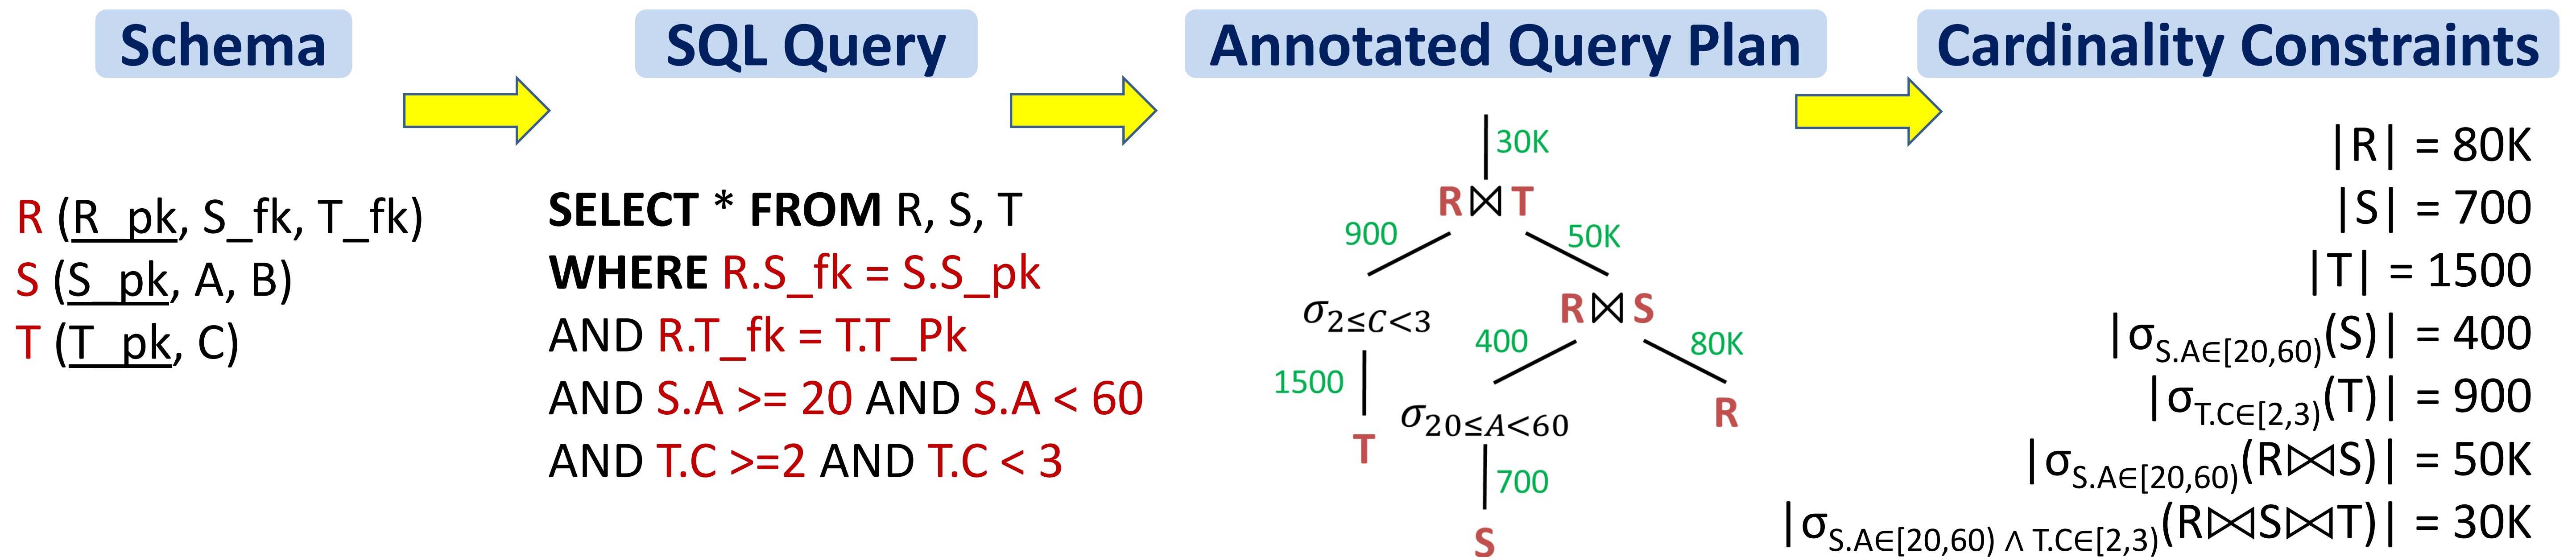 Schema
R (R_pk, S_fk, T_fk)
S (S_pk, A, B)
T (T_pk, C)
SQL Query
SELECT * FROM R, S, T
WHERE R.S_fk = S.S_pk
AND R.T_fk = T.T_Pk
AND S.A >= 20 AND S.A < 60
AND T.C >=2 AND T.C < 3
Annotated Query Plan
30K
R⋈T
900
50K
σ2≤C<3
R⋈S
1500
400
80K
T
σ20≤A<60
R
700
S
Cardinality Constraints
|R| = 80K
|S| = 700
|T| = 1500
|σS.A∈[20,60)(S)| = 400
|σT.C∈[2,3)(T)| = 900
|σS.A∈[20,60)(R⋈S)| = 50K
|σS.A∈[20,60) ∧ T.C∈[2,3)(R⋈S⋈T)| = 30K